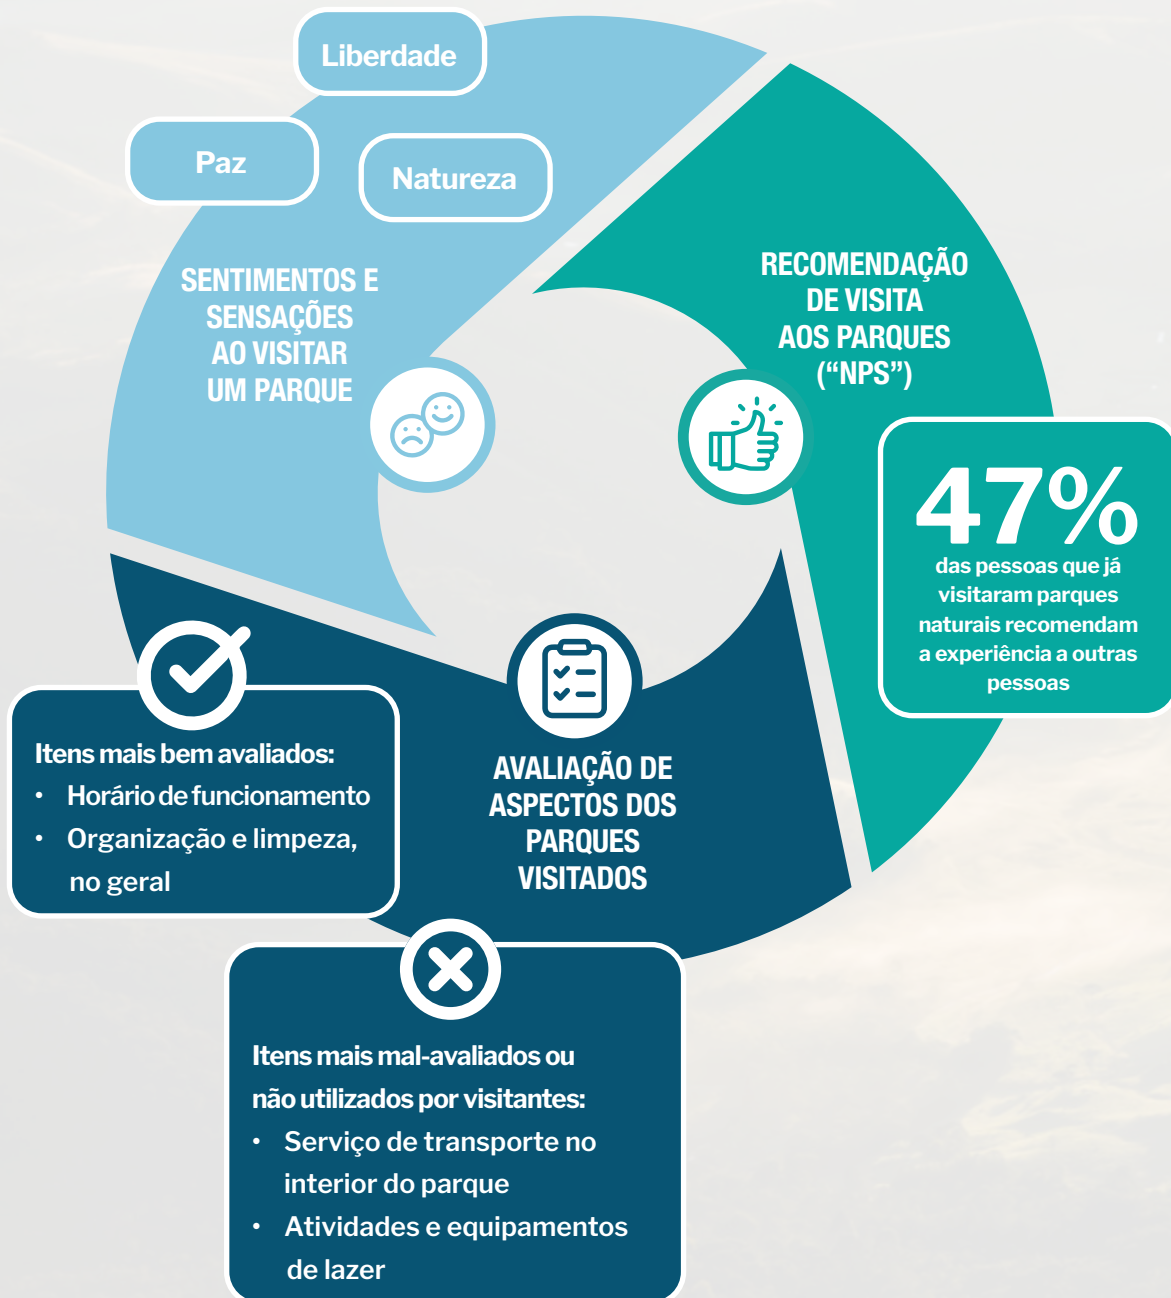 Liberdade
Paz
Natureza
SENTIMENTOS E
SENSAÇÕES
AO VISITAR
UM PARQUE
RECOMENDAÇÃO
DE VISITA
AOS PARQUES
(“NPS”)
47%
das pessoas que já
visitaram parques
naturais recomendam
a experiência a outras
pessoas
AVALIAÇÃO DE
ASPECTOS DOS
PARQUES
VISITADOS
Itens mais bem avaliados:
• Horário de funcionamento
• Organização e limpeza,
no geral
Itens mais mal-avaliados ou
não utilizados por visitantes:
• Serviço de transporte no
interior do parque
• Atividades e equipamentos
de lazer